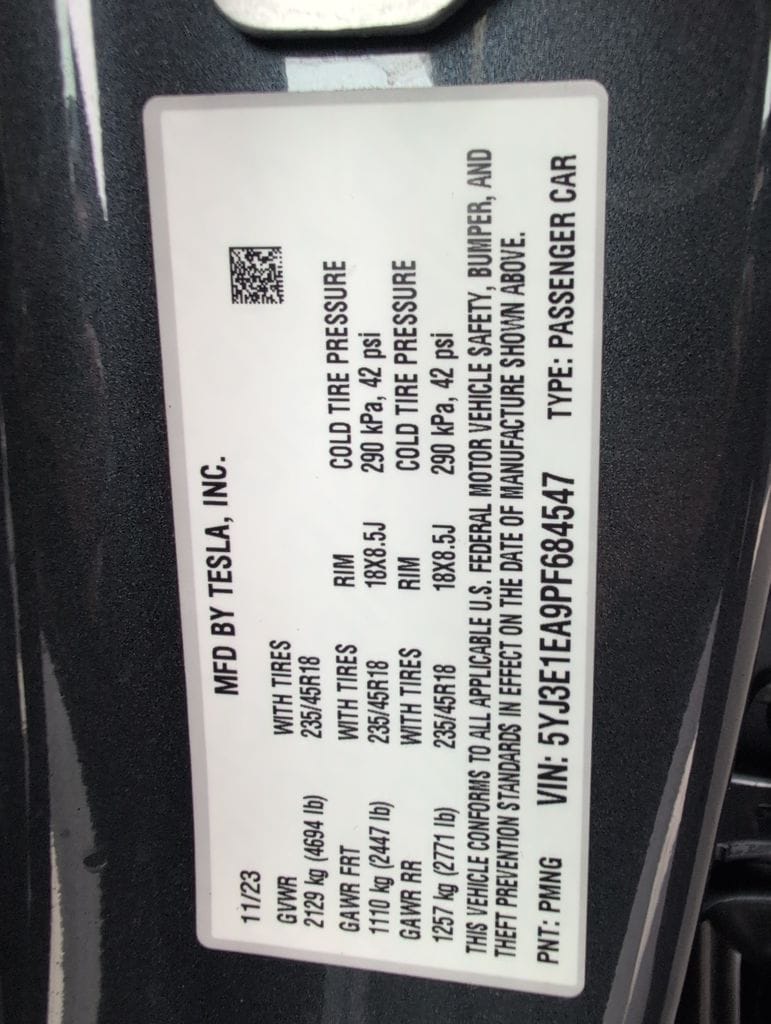 MFD BY TESLA, INC.
11/23
GVWR WITH TIRES
2129 kg (4694 lb) 235/45R18
GAWR FRT WITH TIRES RIM COLD TIRE PRESSURE
1110 kg (2447 lb) 235/45R18 18X8.5J 290 kPa, 42 psi
GAWR RR WITH TIRES RIM COLD TIRE PRESSURE
1257 kg (2771 lb) 235/45R18 18X8.5J 290 kPa, 42 psi
THIS VEHICLE CONFORMS TO ALL APPLICABLE U.S. FEDERAL MOTOR VEHICLE SAFETY, BUMPER, AND
THEFT PREVENTION STANDARDS IN EFFECT ON THE DATE OF MANUFACTURE SHOWN ABOVE.
PNT: PMNG VIN: 5YJ3E1EA9PF684547 TYPE: PASSENGER CAR